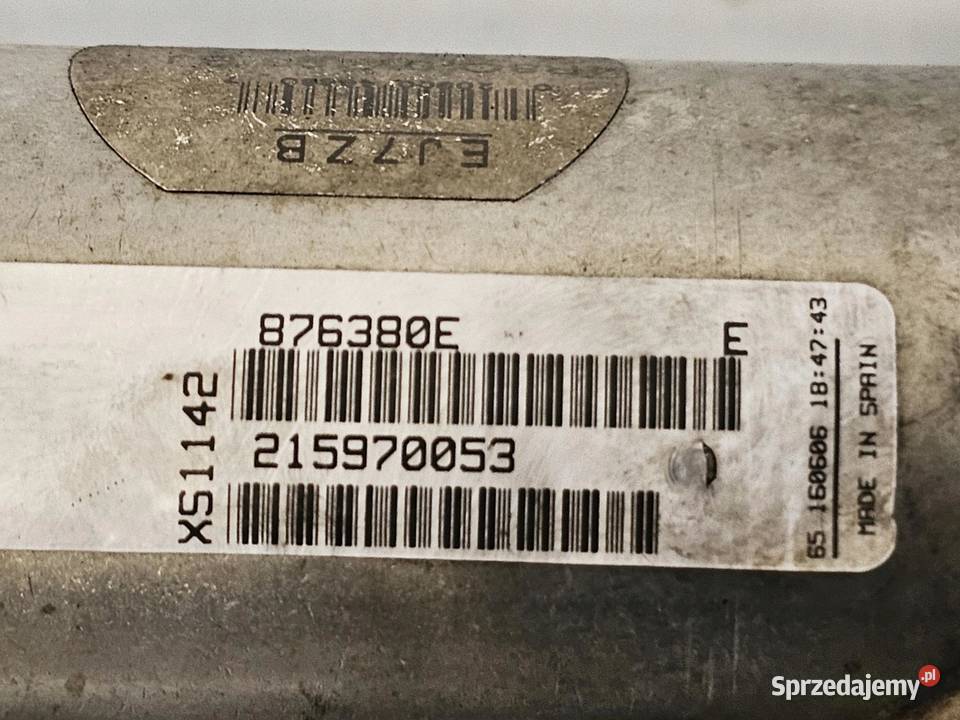 EJ7ZB
876380E
E
XS1142
215970053
65 160606 18:47:43
MADE IN SPAIN
Sprzedajemy.pl